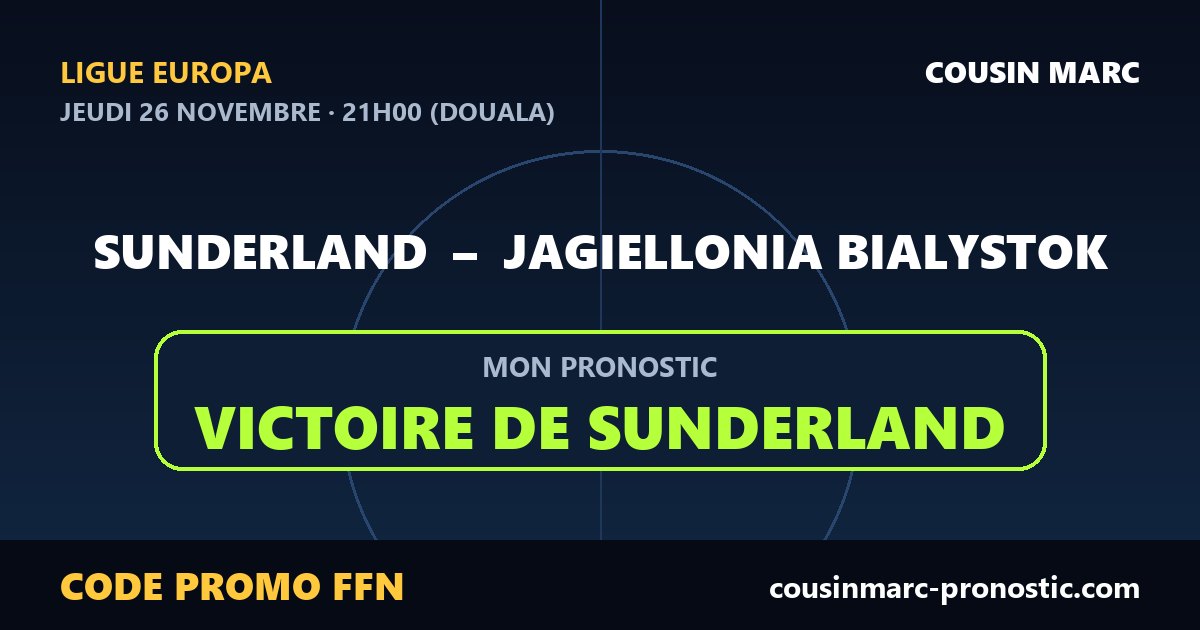 LIGUE EUROPA
COUSIN MARC
JEUDI 26 NOVEMBRE · 21H00 (DOUALA)
SUNDERLAND – JAGIELLONIA BIALYSTOK
MON PRONOSTIC
VICTOIRE DE SUNDERLAND
CODE PROMO FFN
cousinmarc-pronostic.com